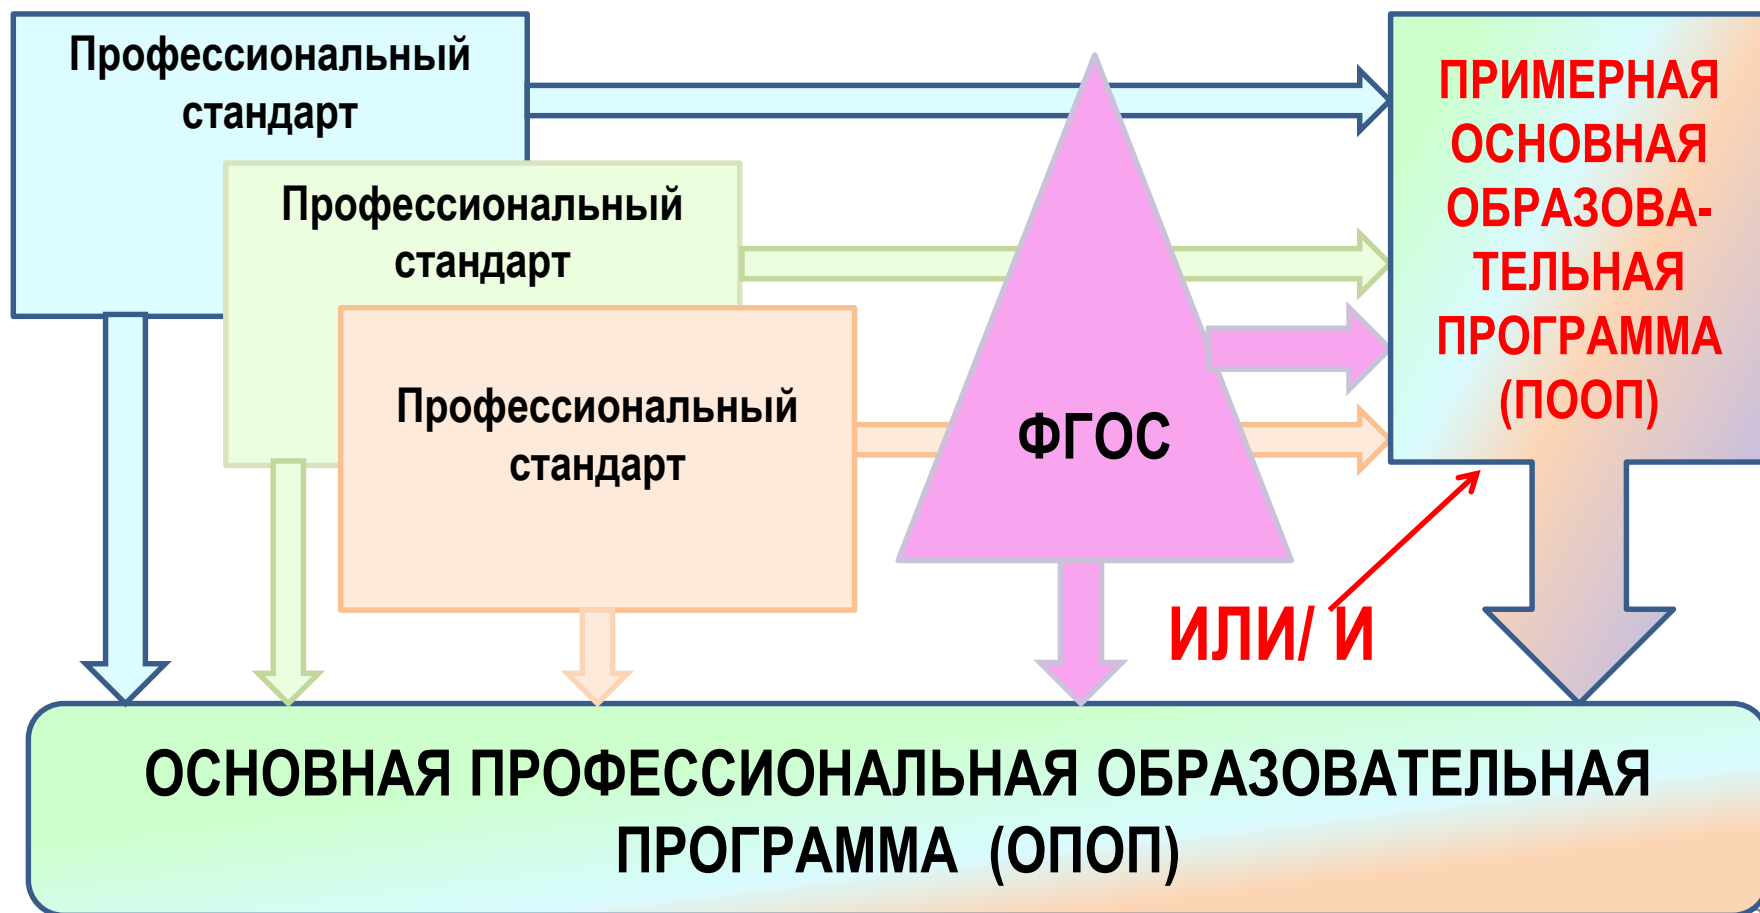 Профессиональный
стандарт
Профессиональный
стандарт
Профессиональный
стандарт
ФГОС
ПРИМЕРНАЯ
ОСНОВНАЯ
ОБРАЗОВА-
ТЕЛЬНАЯ
ПРОГРАММА
(ПООП)
ИЛИ/ И
ОСНОВНАЯ ПРОФЕССИОНАЛЬНАЯ ОБРАЗОВАТЕЛЬНАЯ
ПРОГРАММА (ОПОП)